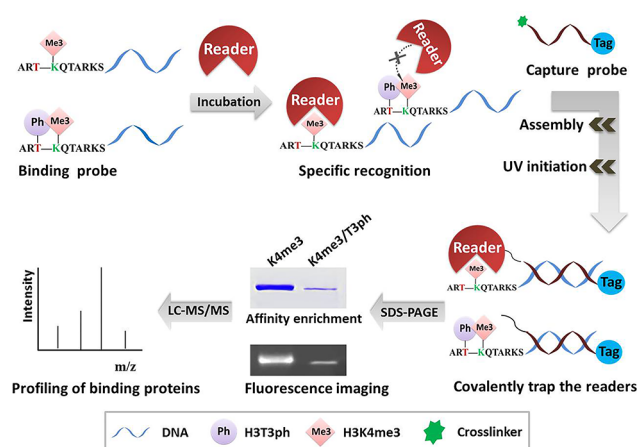 Me3
ART—KQTARKS
Ph
Me3
ART—KQTARKS
Binding probe
Reader
Incubation
Reader
Ph
Me3
ART—KQTARKS
Reader
Me3
ART—KQTARKS
Specific recognition
Tag
Capture probe
Assembly
UV initiation
Reader
Me3
ART—KQTARKS
Tag
Ph
Me3
ART—KQTARKS
Tag
Covalently trap the readers
SDS-PAGE
K4me3
K4me3/T3ph
Affinity enrichment
Fluorescence imaging
LC-MS/MS
Intensity
m/z
Profiling of binding proteins
DNA
Ph
H3T3ph
Me3
H3K4me3
Crosslinker